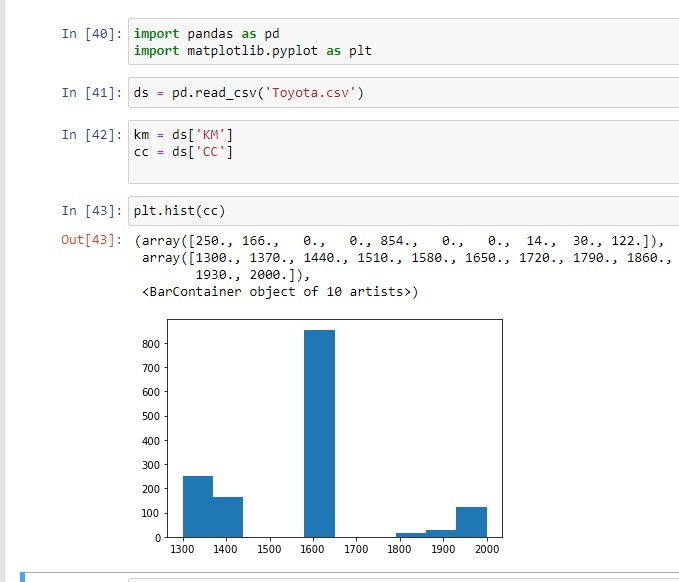 In [40]: import pandas as pd
import matplotlib.pyplot as plt
In [41]: ds = pd.read_csv('Toyota.csv')
In [42]: km = ds['KM']
cc = ds['CC']
In [43]: plt.hist(cc)
Out[43]: (array([250., 166., 0., 0., 854., 0., 0., 14., 30., 122.]),
array([1300., 1370., 1440., 1510., 1580., 1650., 1720., 1790., 1860.,
1930., 2000.]),
<BarContainer object of 10 artists>)
800
700
600
500
400
300
200
100
0
1300 1400 1500 1600 1700 1800 1900 2000